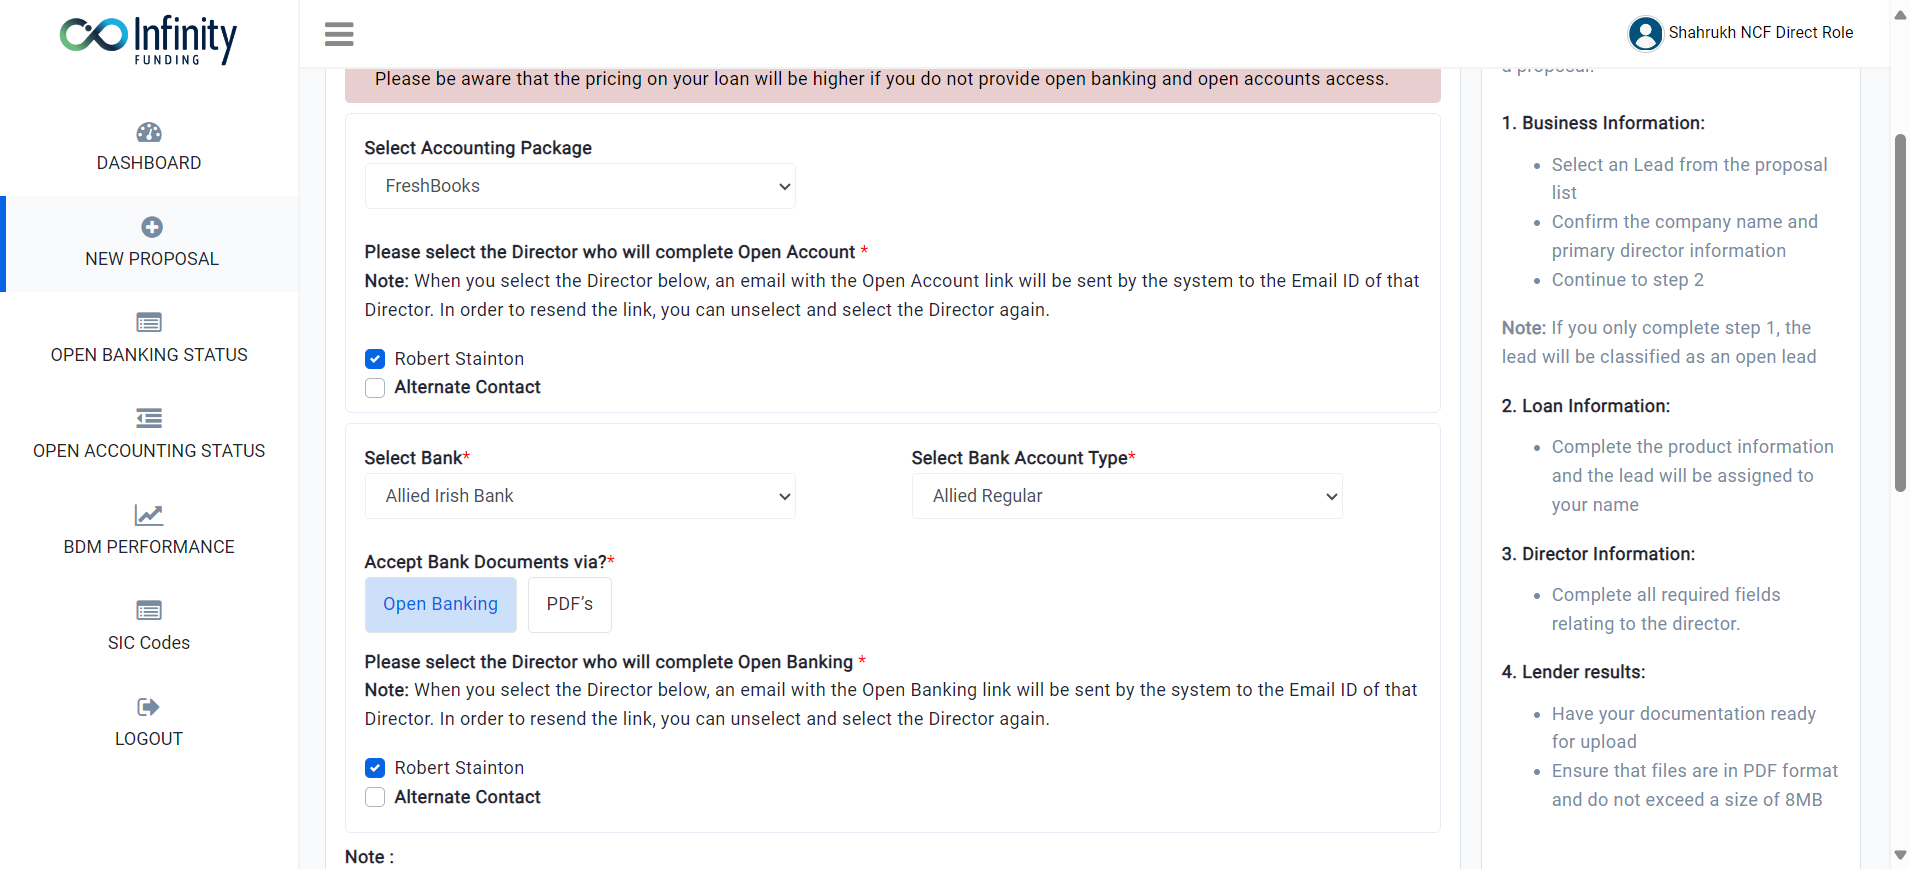 Infinity
FUNDING
Shahrukh NCF Direct Role
DASHBOARD
NEW PROPOSAL
OPEN BANKING STATUS
OPEN ACCOUNTING STATUS
BDM PERFORMANCE
SIC Codes
LOGOUT
Please be aware that the pricing on your loan will be higher if you do not provide open banking and open accounts access.
Select Accounting Package
FreshBooks
Please select the Director who will complete Open Account *
Note: When you select the Director below, an email with the Open Account link will be sent by the system to the Email ID of that
Director. In order to resend the link, you can unselect and select the Director again.
Robert Stainton
Alternate Contact
Select Bank*
Select Bank Account Type*
Allied Irish Bank
Allied Regular
Accept Bank Documents via?*
Open Banking
PDF’s
Please select the Director who will complete Open Banking *
Note: When you select the Director below, an email with the Open Banking link will be sent by the system to the Email ID of that
Director. In order to resend the link, you can unselect and select the Director again.
Robert Stainton
Alternate Contact
Note :
a proposal.
1. Business Information:
Select an Lead from the proposal
list
Confirm the company name and
primary director information
Continue to step 2
Note: If you only complete step 1, the
lead will be classified as an open lead
2. Loan Information:
Complete the product information
and the lead will be assigned to
your name
3. Director Information:
Complete all required fields
relating to the director.
4. Lender results:
Have your documentation ready
for upload
Ensure that files are in PDF format
and do not exceed a size of 8MB